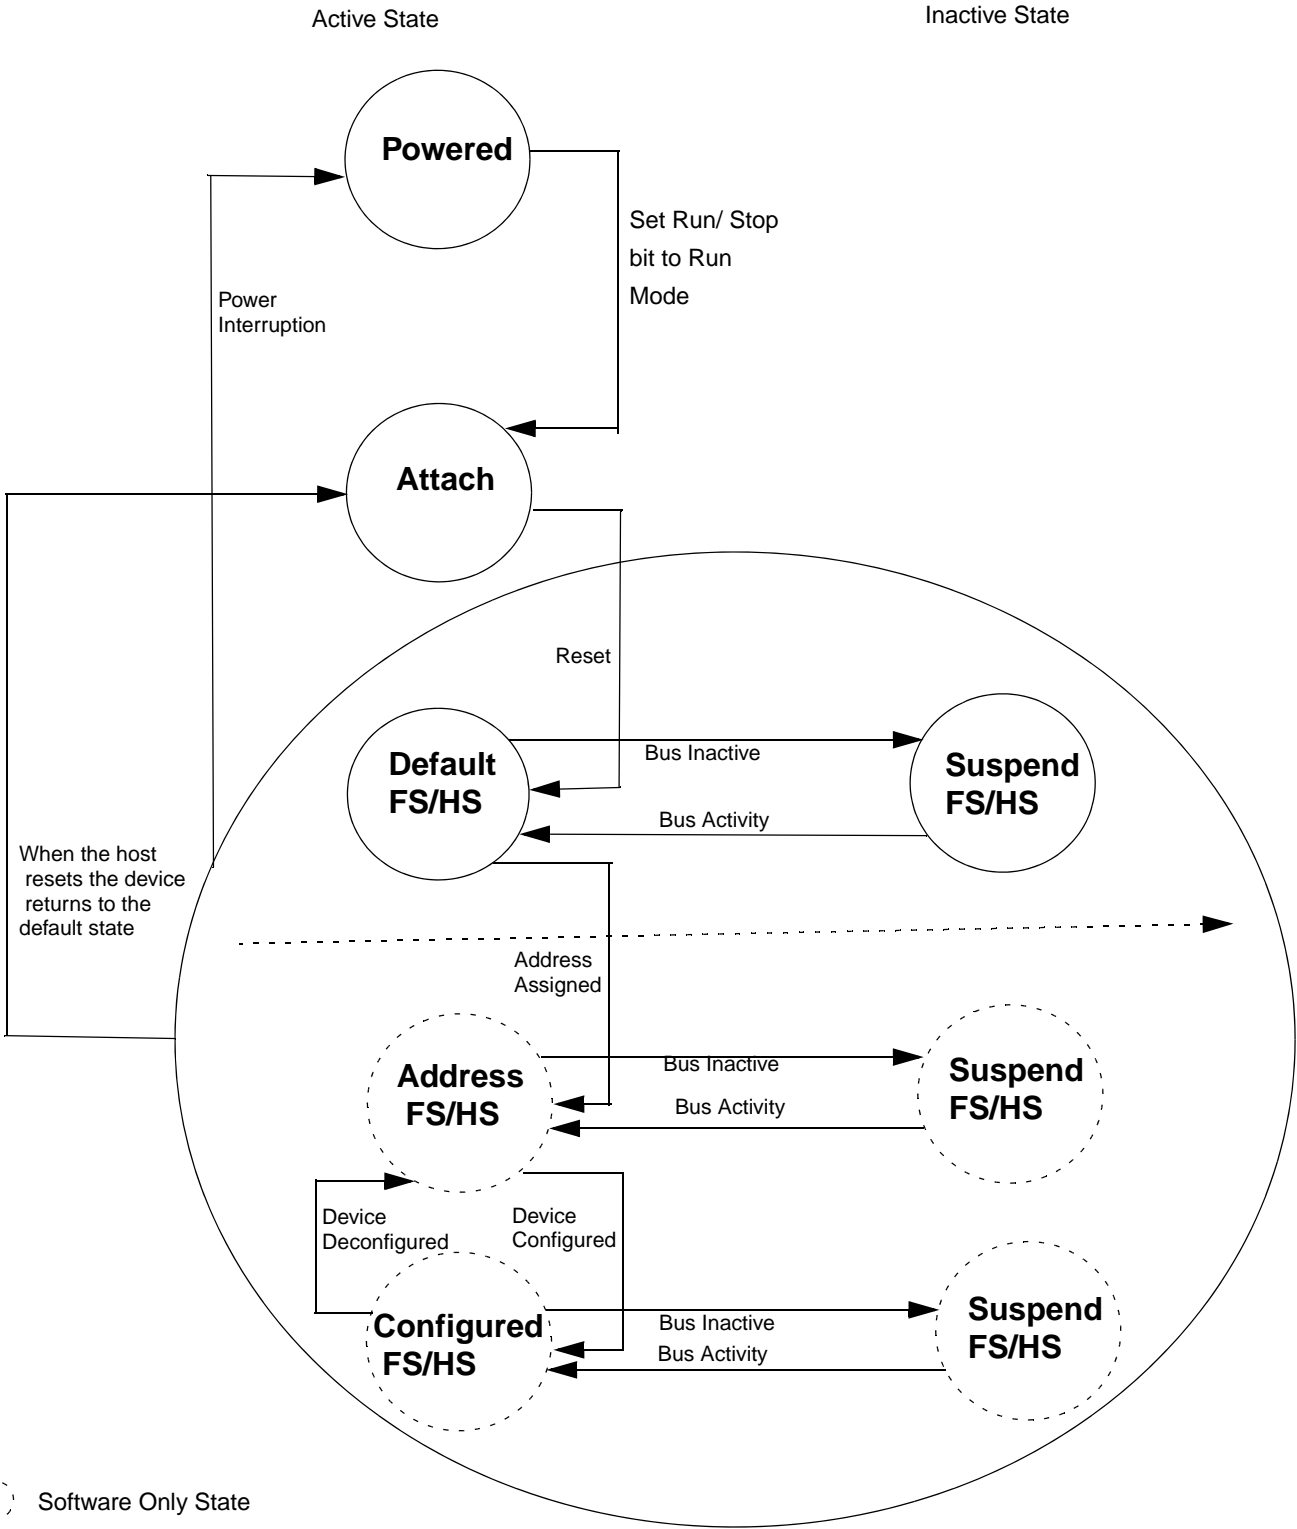 Active State
Inactive State
Powered
Set Run/ Stop
bit to Run
Mode
Power
Interruption
Attach
Reset
Default
FS/HS
Bus Inactive
Bus Activity
Suspend
FS/HS
When the host
resets the device
returns to the
default state
Address
Assigned
Address
FS/HS
Bus Inactive
Bus Activity
Suspend
FS/HS
Device
Deconfigured
Device
Configured
Configured
FS/HS
Bus Inactive
Bus Activity
Suspend
FS/HS
Software Only State